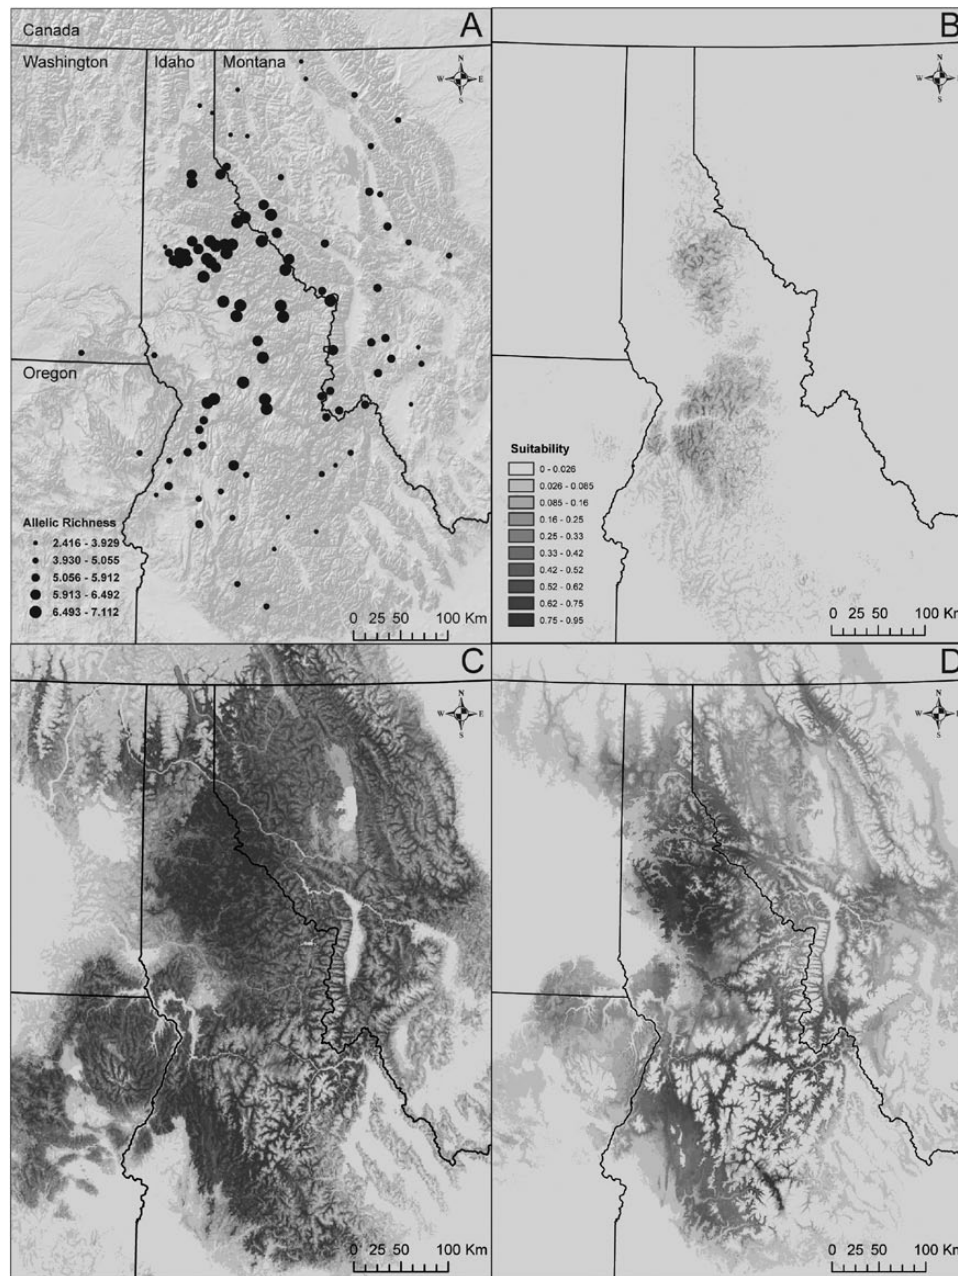 A
Canada
Washington
Idaho
Montana
N
W
E
S
Oregon
Allelic Richness
2.416 - 3.929
3.930 - 5.055
5.056 - 5.912
5.913 - 6.492
6.493 - 7.112
0 25 50 100 Km
B
N
W
E
S
Suitability
0 - 0.026
0.026 - 0.085
0.085 - 0.16
0.16 - 0.25
0.25 - 0.33
0.33 - 0.42
0.42 - 0.52
0.52 - 0.62
0.62 - 0.75
0.75 - 0.95
0 25 50 100 Km
C
N
W
E
S
0 25 50 100 Km
D
N
W
E
S
0 25 50 100 Km